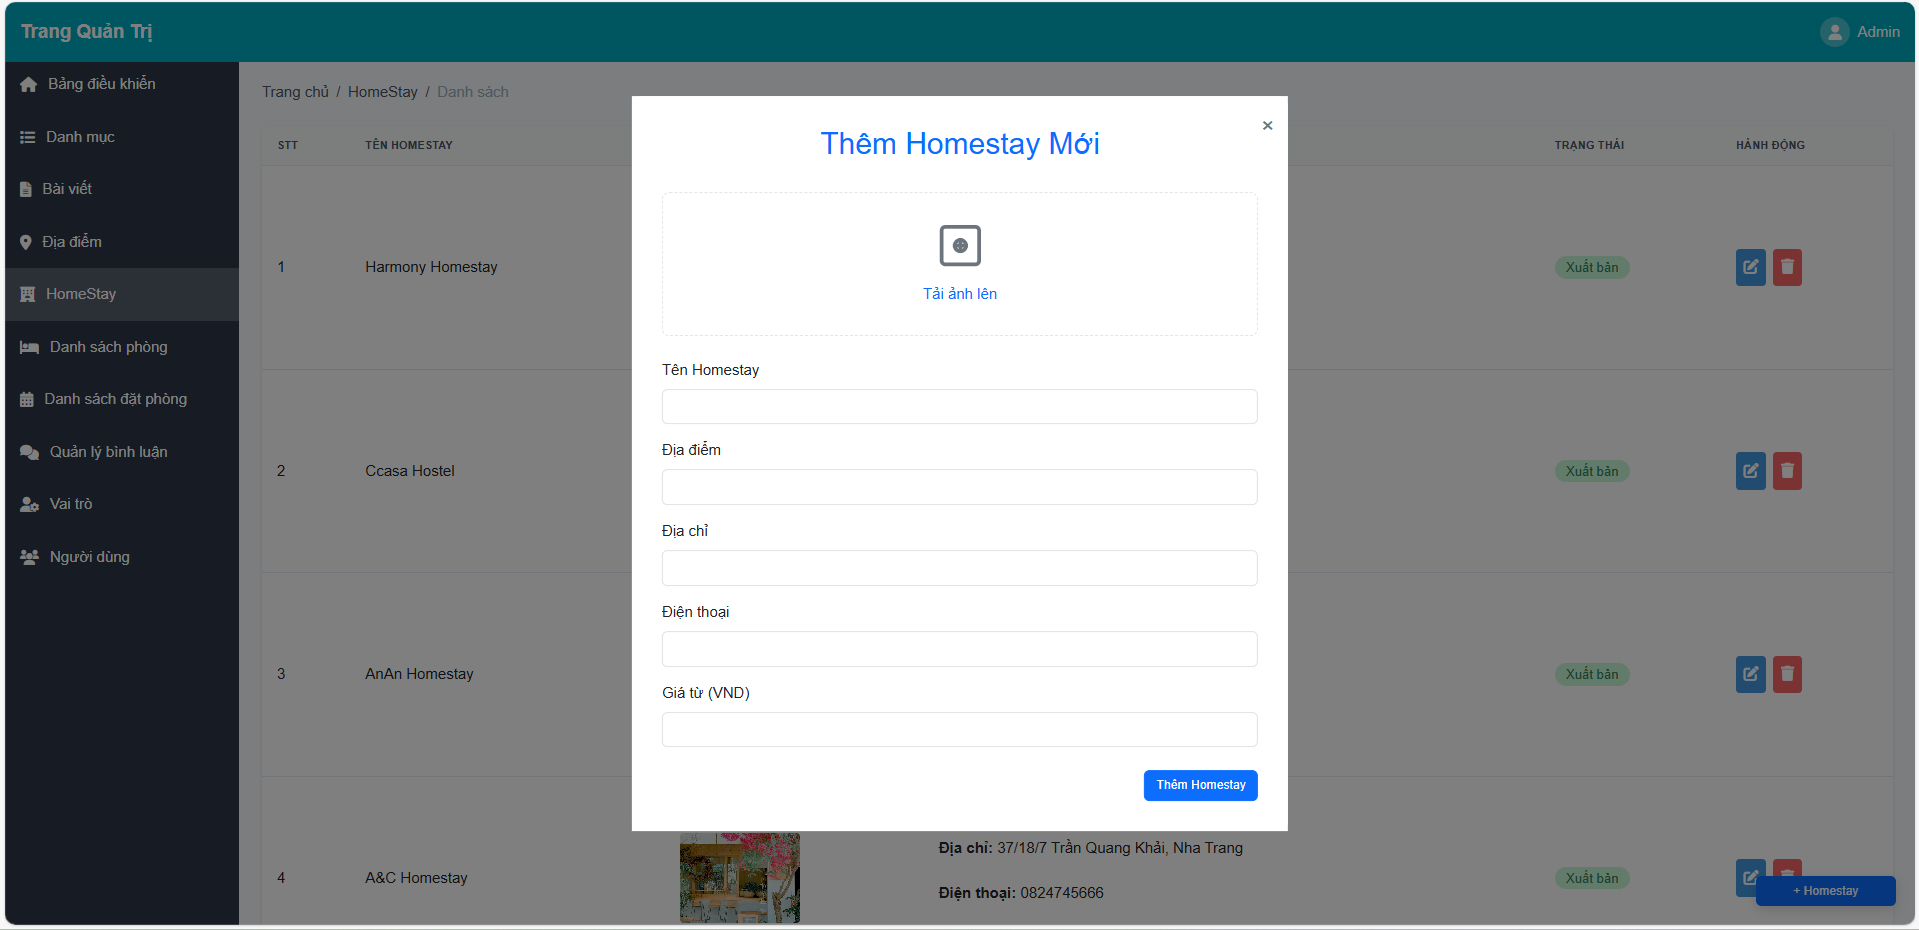 Trang Quản Trị
Admin
Bảng điều khiển
Danh mục
Bài viết
Địa điểm
HomeStay
Danh sách phòng
Danh sách đặt phòng
Quản lý bình luận
Vai trò
Người dùng
Trang chủ / HomeStay / Danh sách
STT TÊN HOMESTAY TRẠNG THÁI HÀNH ĐỘNG
1 Harmony Homestay Xuất bản
2 Ccasa Hostel Xuất bản
3 AnAn Homestay Xuất bản
4 A&C Homestay Xuất bản
Địa chỉ: 37/18/7 Trần Quang Khải, Nha Trang
Điện thoại: 0824745666
+ Homestay
×
Thêm Homestay Mới
Tải ảnh lên
Tên Homestay
Địa điểm
Địa chỉ
Điện thoại
Giá từ (VND)
Thêm Homestay